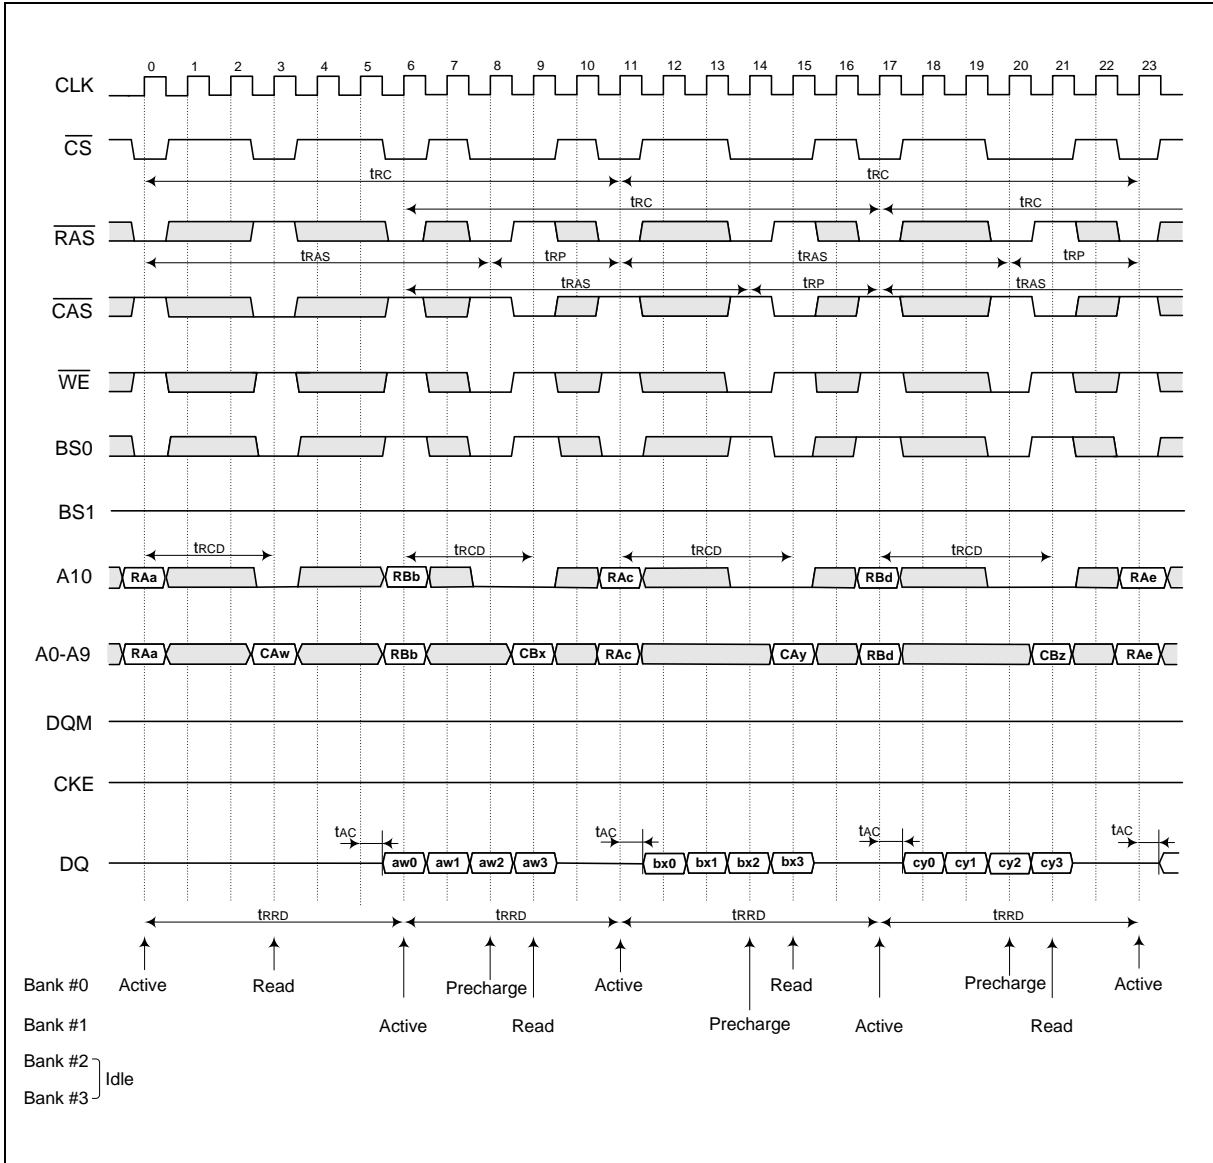 0 1 2 3 4 5 6 7 8 9 10 11 12 13 14 15 16 17 18 19 20 21 22 23
CLK
CS
tRC tRC
tRC tRC
RAS
tRAS tRP tRAS tRP
tRAS tRP tRAS
CAS
WE
BS0
BS1
tRCD tRCD tRCD tRCD
A10 RAa RBb RAc RBd RAe
A0-A9 RAa CAw RBb CBx RAc CAy RBd CBz RAe
DQM
CKE
tAC tAC tAC tAC
DQ aw0 aw1 aw2 aw3 bx0 bx1 bx2 bx3 cy0 cy1 cy2 cy3
tRRD tRRD tRRD tRRD
Bank #0 Active Read Precharge Active Read Precharge Active
Bank #1 Active Read Precharge Active Read
Bank #2
Idle
Bank #3